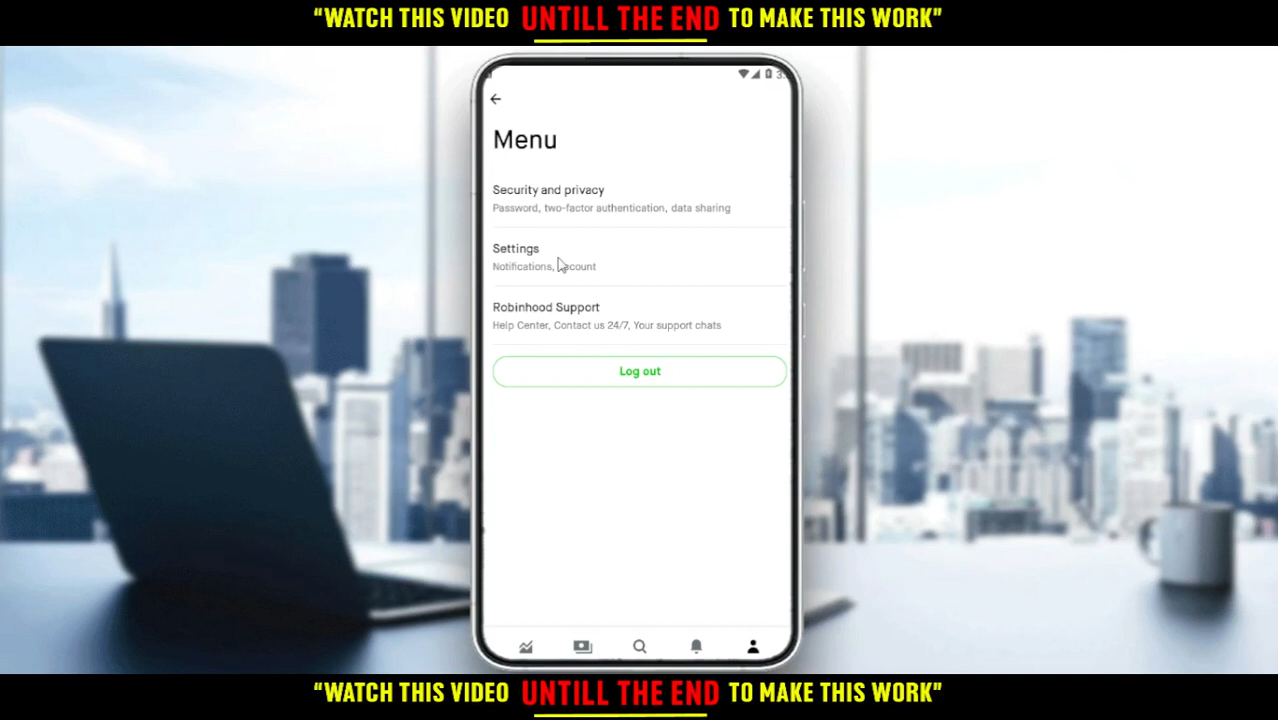 “WATCH THIS VIDEO UNTILL THE END TO MAKE THIS WORK”
Menu
Security and privacy
Password, two-factor authentication, data sharing
Settings
Notifications,
Robinhood Support
Help Center, Contact us 24/7, Your support chats
Log out
“WATCH THIS VIDEO UNTILL THE END TO MAKE THIS WORK”